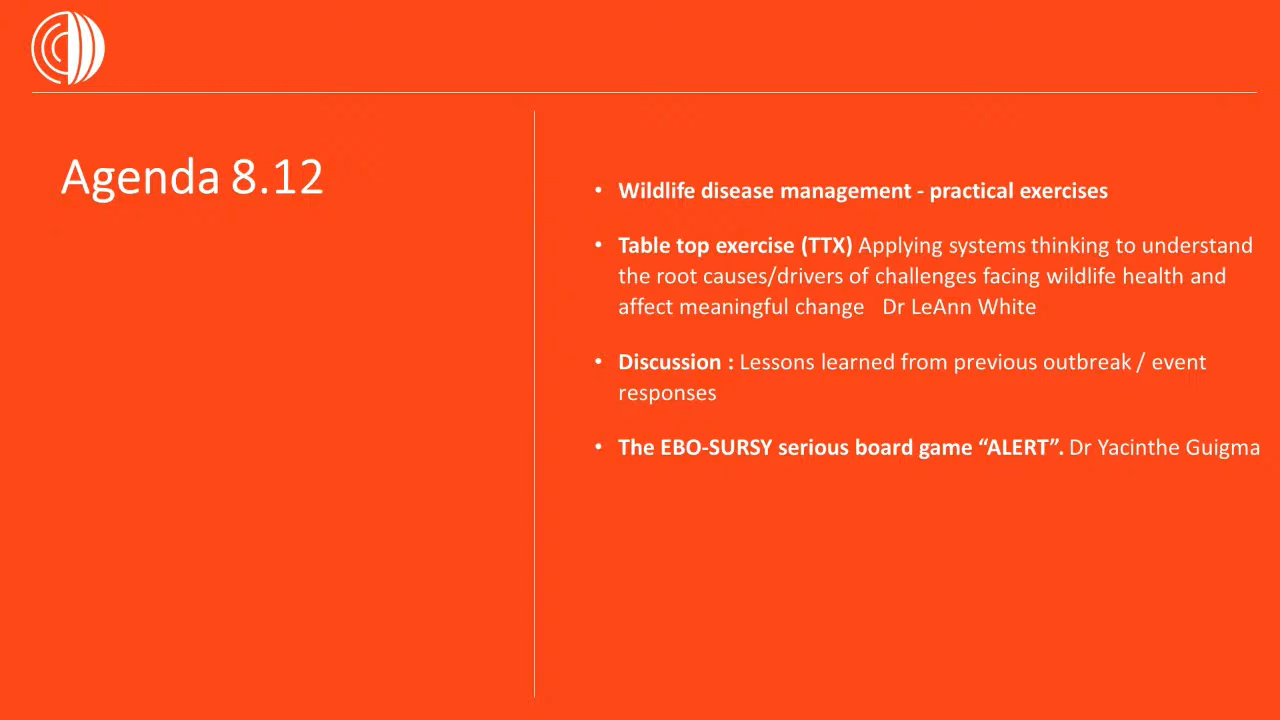 Agenda 8.12
• Wildlife disease management - practical exercises
• Table top exercise (TTX) Applying systems thinking to understand
the root causes/drivers of challenges facing wildlife health and
affect meaningful change Dr LeAnn White
• Discussion : Lessons learned from previous outbreak / event
responses
• The EBO-SURSY serious board game “ALERT”. Dr Yacinthe Guigma